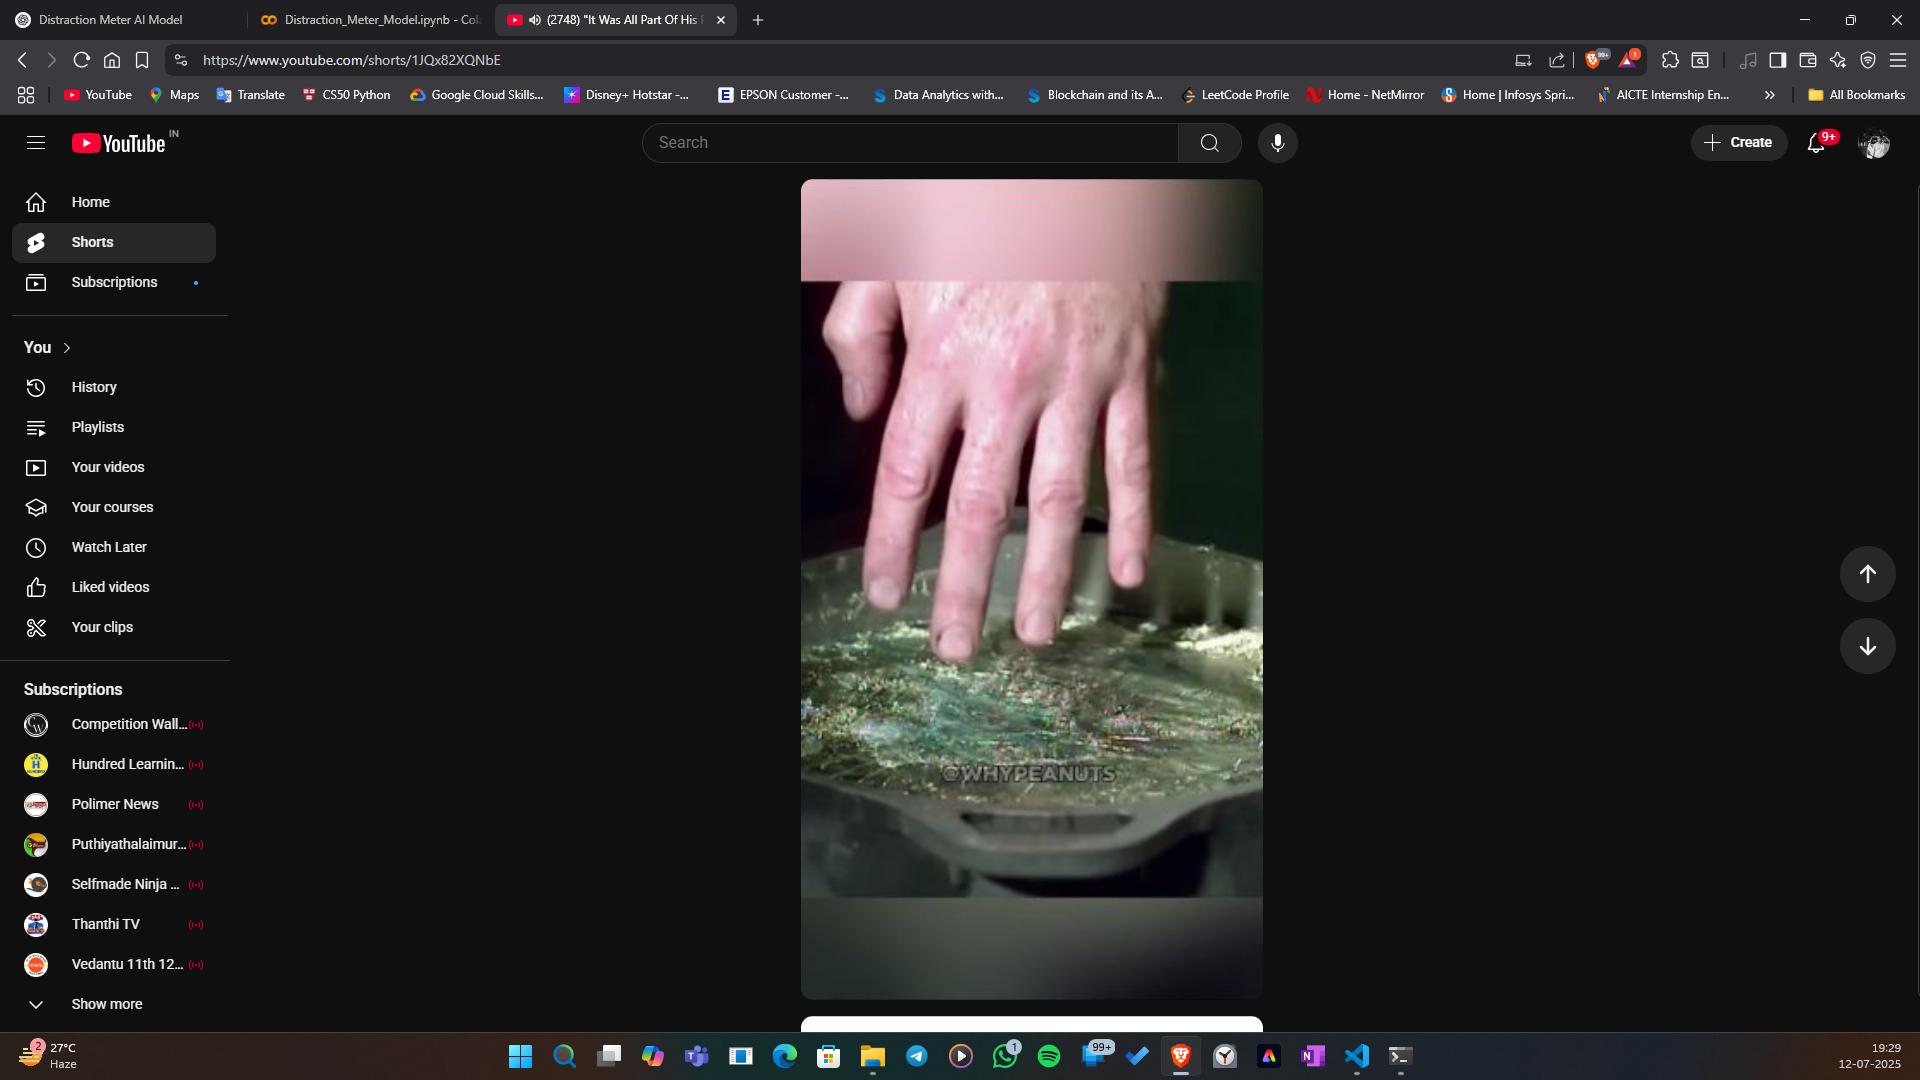 Distraction Meter AI Model
Distraction_Meter_Model.ipynb - Col
(2748) "It Was All Part Of His
https://www.youtube.com/shorts/1JQx82XQNbE
99+
1
YouTube
Maps
Translate
CS50 Python
Google Cloud Skills...
Disney+ Hotstar -...
EPSON Customer -...
Data Analytics with...
Blockchain and its A...
LeetCode Profile
Home - NetMirror
Home | Infosys Spri...
AICTE Internship En...
All Bookmarks
YouTube IN
Search
Create
9+
Home
Shorts
Subscriptions
You
History
Playlists
Your videos
Your courses
Watch Later
Liked videos
Your clips
Subscriptions
Competition Wall...
Hundred Learnin...
Polimer News
Puthiyathalaimur...
Selfmade Ninja ...
Thanthi TV
Vedantu 11th 12...
Show more
@WHYPEANUTS
2
27°C
Haze
1
99+
19:29
12-07-2025